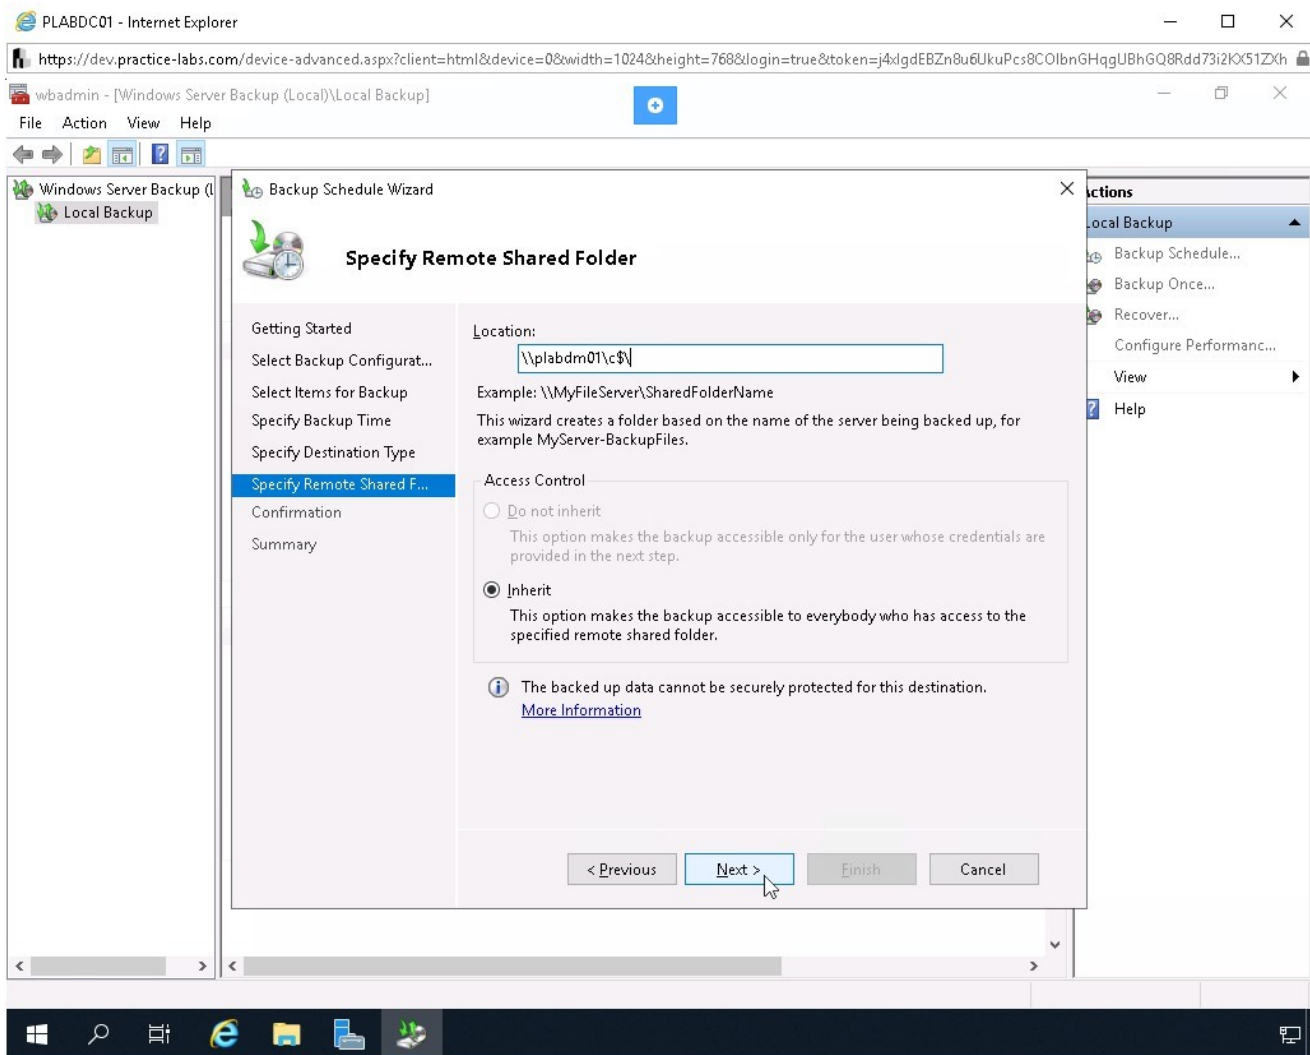 PLABDC01 - Internet Explorer
https://dev.practice-labs.com/device-advanced.aspx?client=html&device=0&width=1024&height=768&login=true&token=j4xlgdEBZn8u6UkuPcs8COIbnGHqgUBhGQ8Rdd73i2KX51ZXh
wbadmin - [Windows Server Backup (Local)\Local Backup]
File Action View Help
Windows Server Backup (L
Local Backup
Backup Schedule Wizard
Specify Remote Shared Folder
Getting Started
Select Backup Configurat...
Select Items for Backup
Specify Backup Time
Specify Destination Type
Specify Remote Shared F...
Confirmation
Summary
Location:
\\plabdm01\c$\
Example: \\MyFileServer\SharedFolderName
This wizard creates a folder based on the name of the server being backed up, for
example MyServer-BackupFiles.
Access Control
Do not inherit
This option makes the backup accessible only for the user whose credentials are
provided in the next step.
Inherit
This option makes the backup accessible to everybody who has access to the
specified remote shared folder.
The backed up data cannot be securely protected for this destination.
More Information
< Previous
Next >
Finish
Cancel
Actions
Local Backup
Backup Schedule...
Backup Once...
Recover...
Configure Performanc...
View
Help